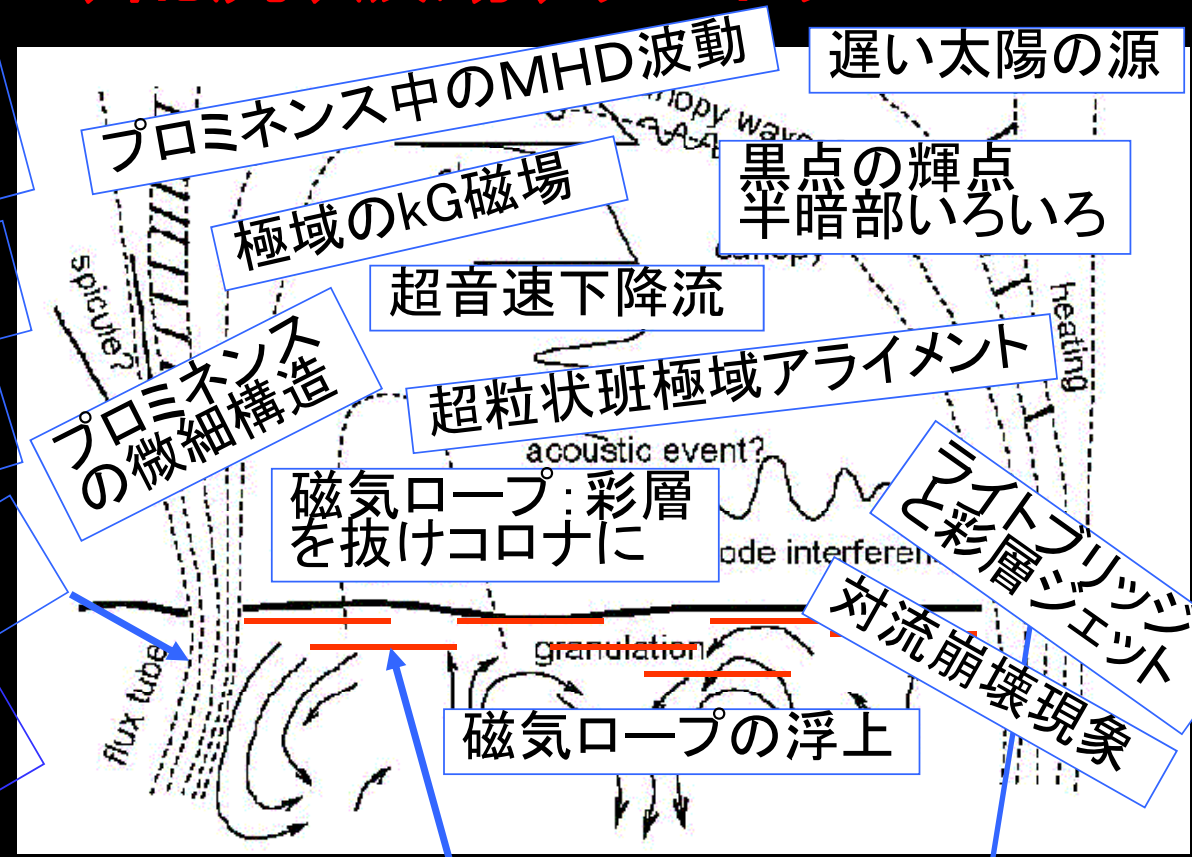 プロミネンス中のMHD波動
遅い太陽の源
黒点の輝点
半暗部いろいろ
極域のkG磁場
超音速下降流
spicute?
heating
プロミネンス
の微細構造
超粒状班極域アライメント
acoustic event?
磁気ロープ:彩層
を抜けコロナに
ライトブリッジ
と彩層ジェット
対流崩壊現象
granulation
flux tube
磁気ロープの浮上